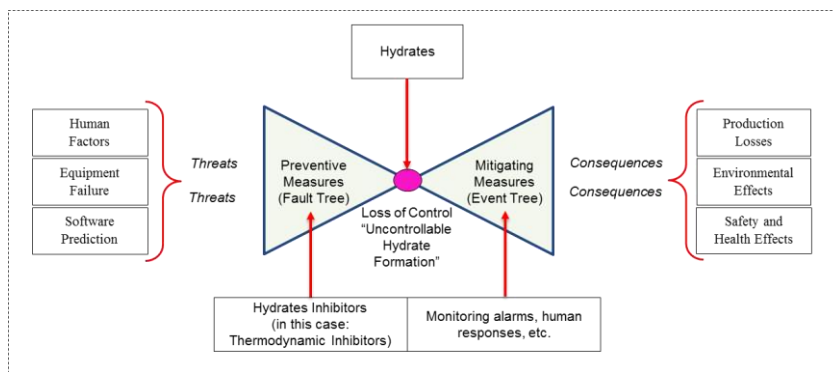 Hydrates
Human
Factors
Equipment
Failure
Software
Prediction
Threats
Threats
Preventive
Measures
(Fault Tree)
Mitigating
Measures
(Event Tree)
Loss of Control
“Uncontrollable
Hydrate
Formation”
Consequences
Consequences
Production
Losses
Environmental
Effects
Safety and
Health Effects
Hydrates Inhibitors
(in this case:
Thermodynamic Inhibitors)
Monitoring alarms, human
responses, etc.